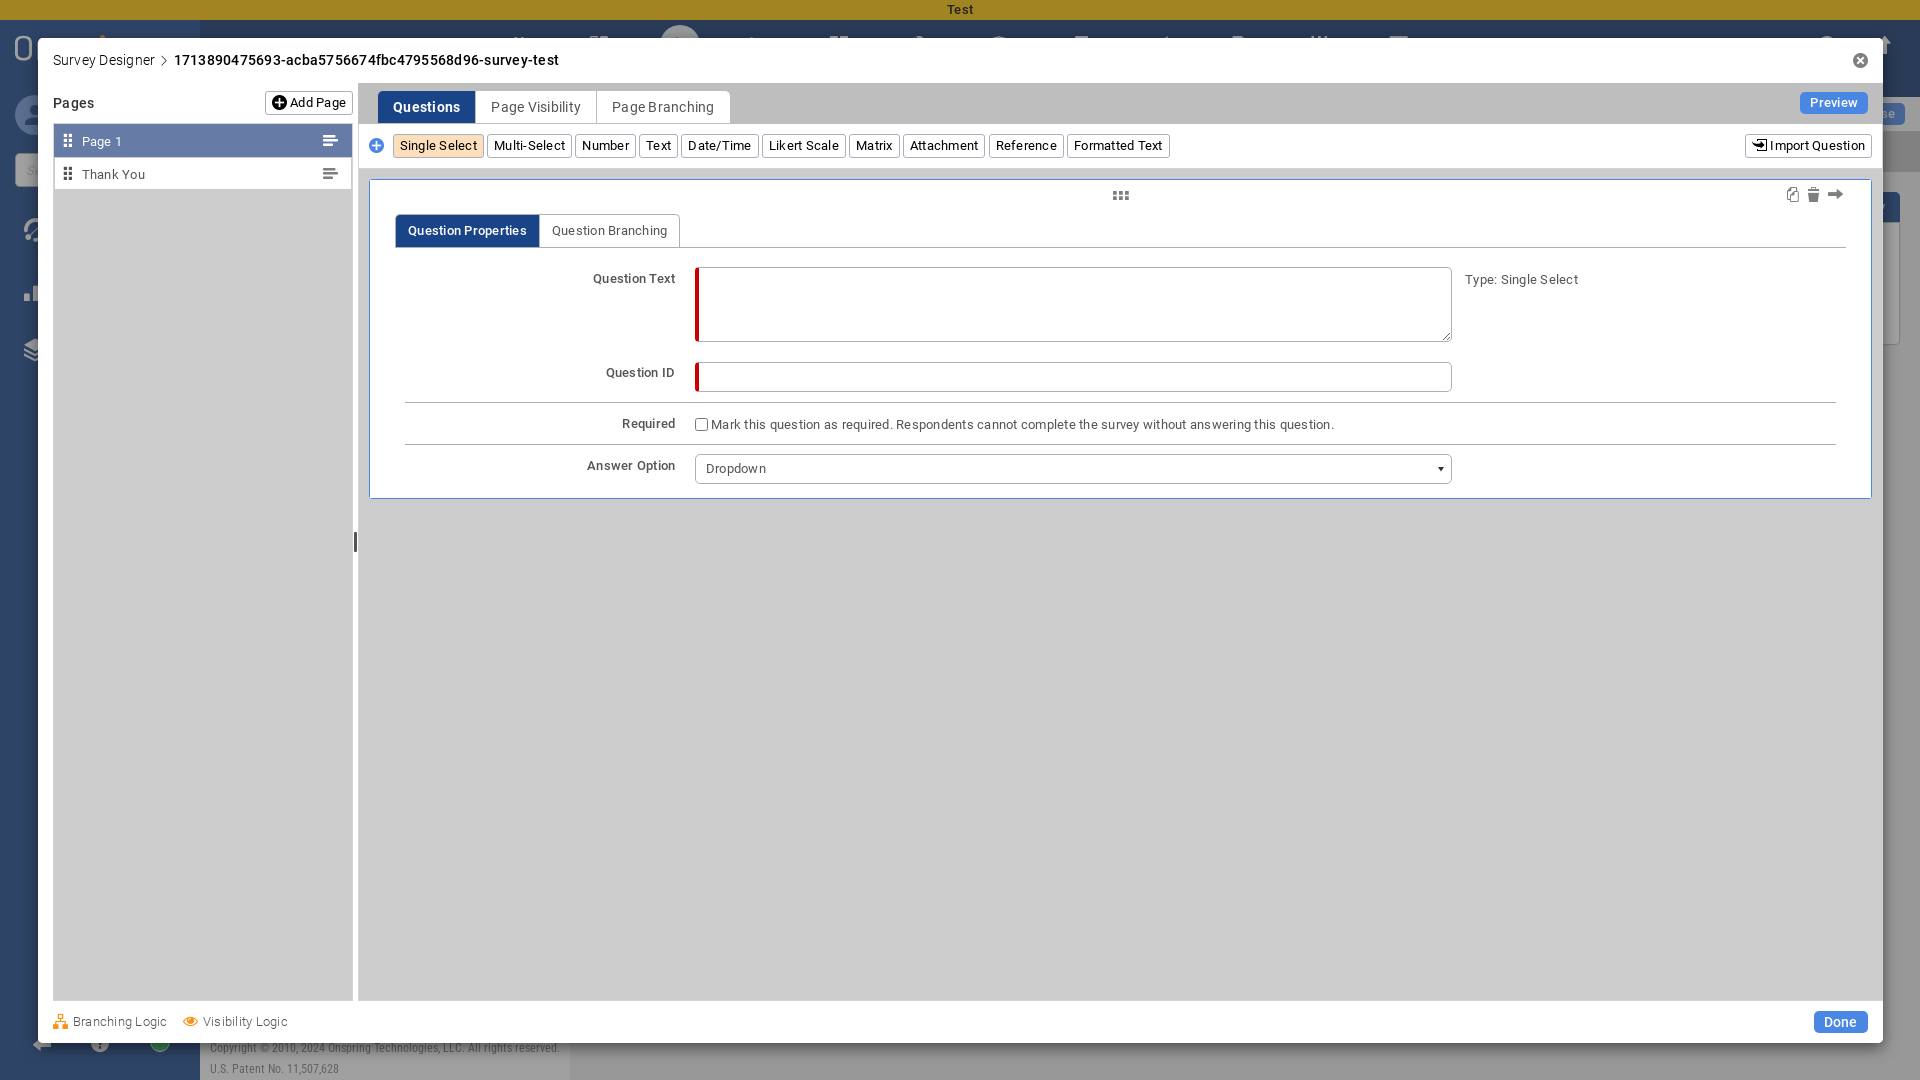 Test
Survey Designer > 1713890475693-acba5756674fbc4795568d96-survey-test
Pages
Add Page
Page 1
Thank You
Questions
Page Visibility
Page Branching
Preview
Single Select
Multi-Select
Number
Text
Date/Time
Likert Scale
Matrix
Attachment
Reference
Formatted Text
Import Question
Question Properties
Question Branching
Question Text
Type: Single Select
Question ID
Required
Mark this question as required. Respondents cannot complete the survey without answering this question.
Answer Option
Dropdown
Branching Logic
Visibility Logic
Done
Copyright © 2010, 2024 Onspring Technologies, LLC. All rights reserved.
U.S. Patent No. 11,507,628